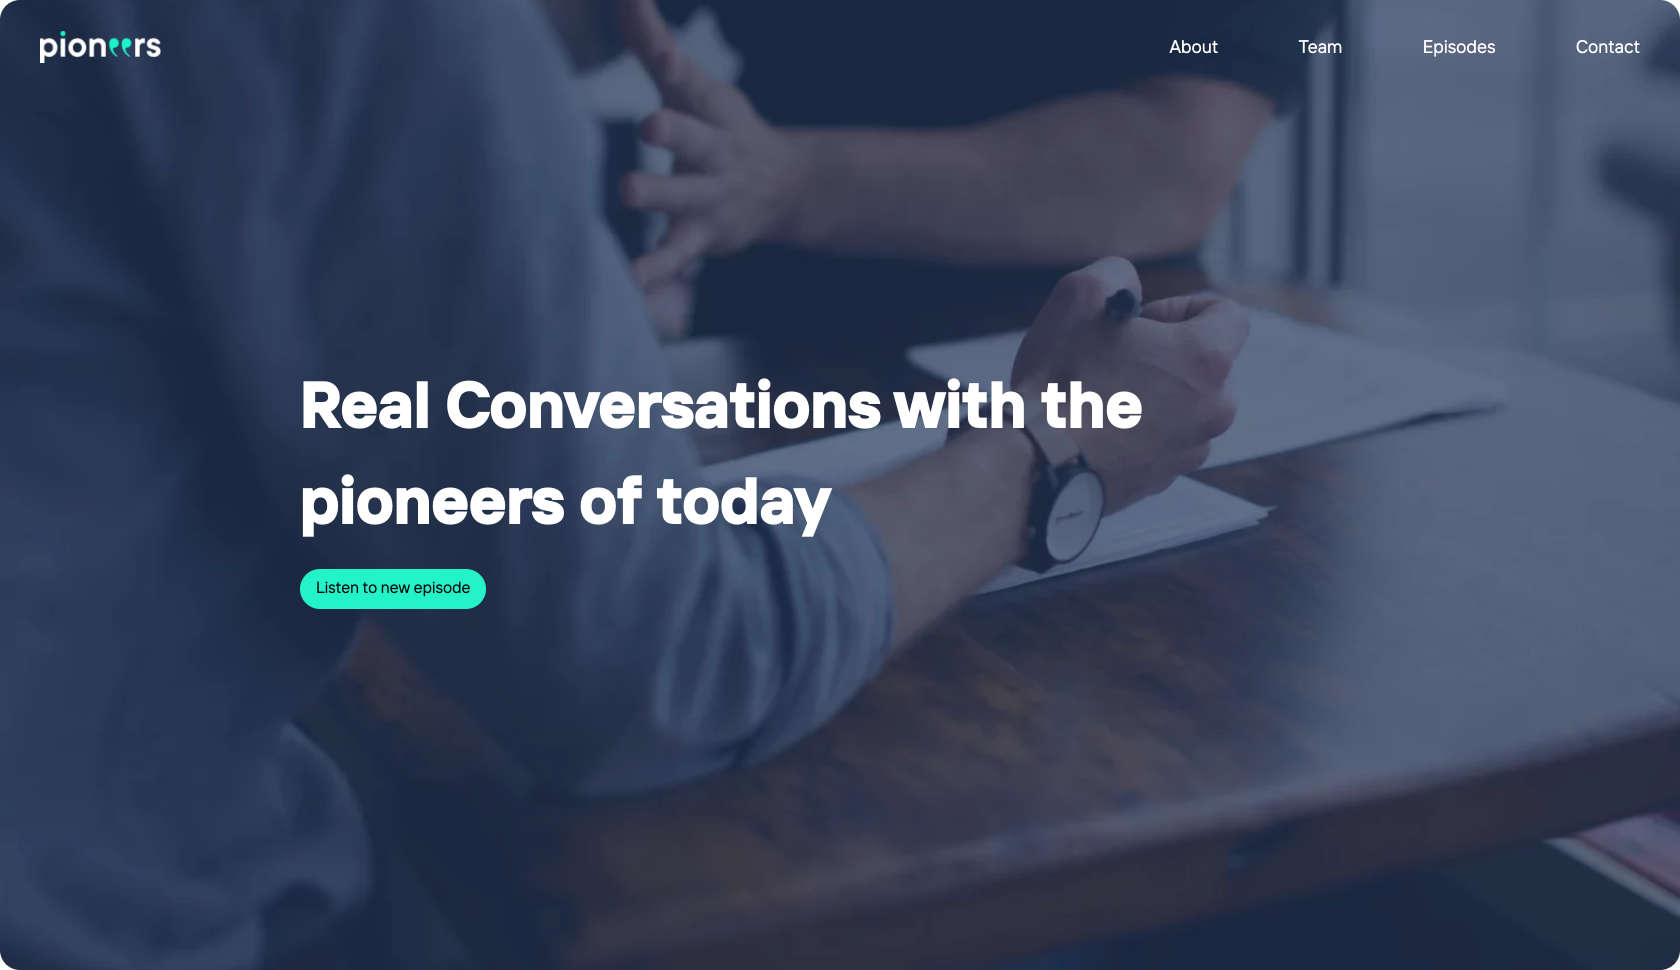 pioneers
About
Team
Episodes
Contact
Real Conversations with the
pioneers of today
Listen to new episode